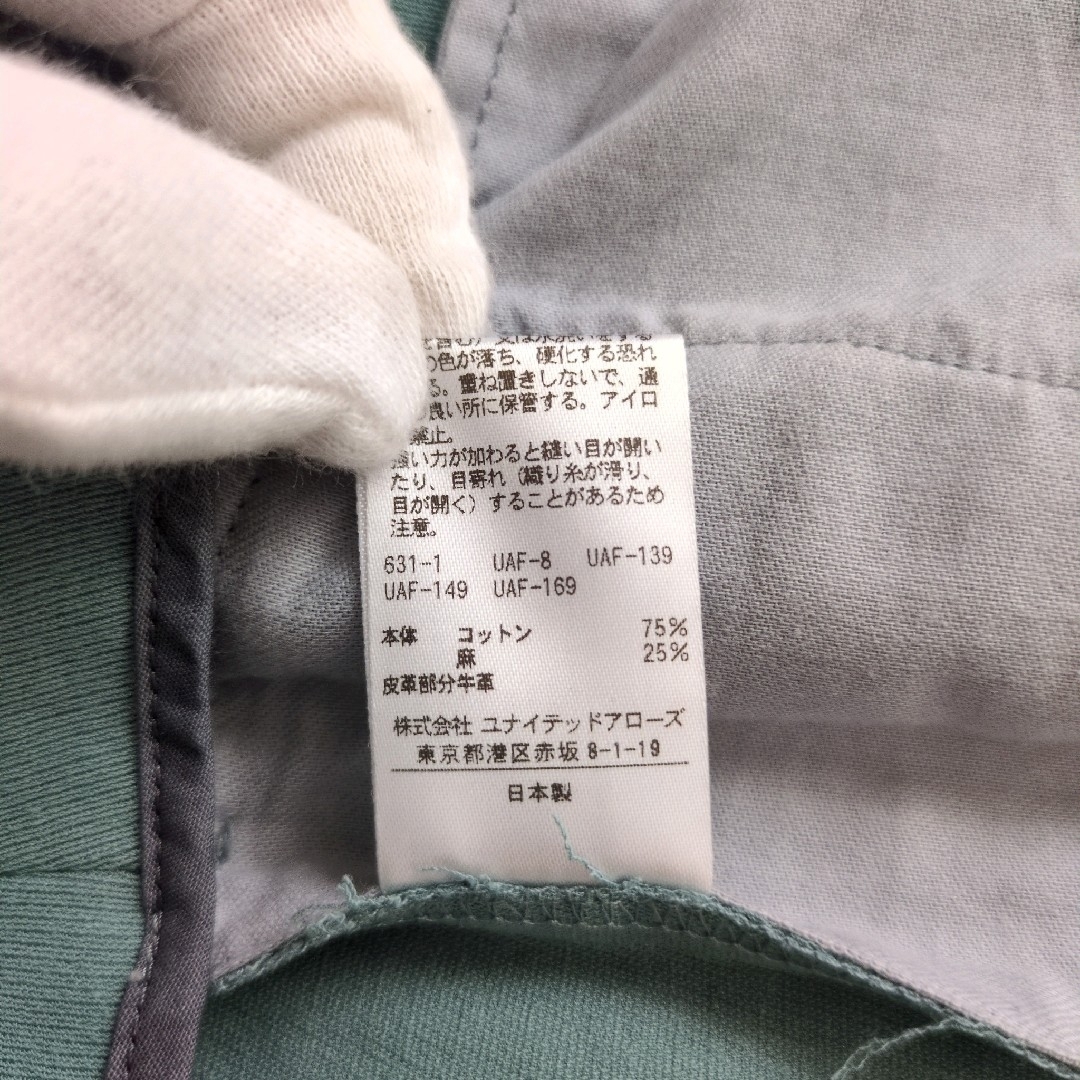 の色が落ち、硬化する恐れ
る。重ね置きしないで、通
良い所に保管する。アイロ
禁止。
強い力が加わると縫い目が開い
たり、目寄れ（織り糸が滑り、
目が開く）することがあるため
注意。
631-1 UAF-8 UAF-139
UAF-149 UAF-169
本体 コットン 75%
麻 25%
皮革部分牛革
株式会社 ユナイテッドアローズ
東京都港区赤坂 8-1-19
日本製